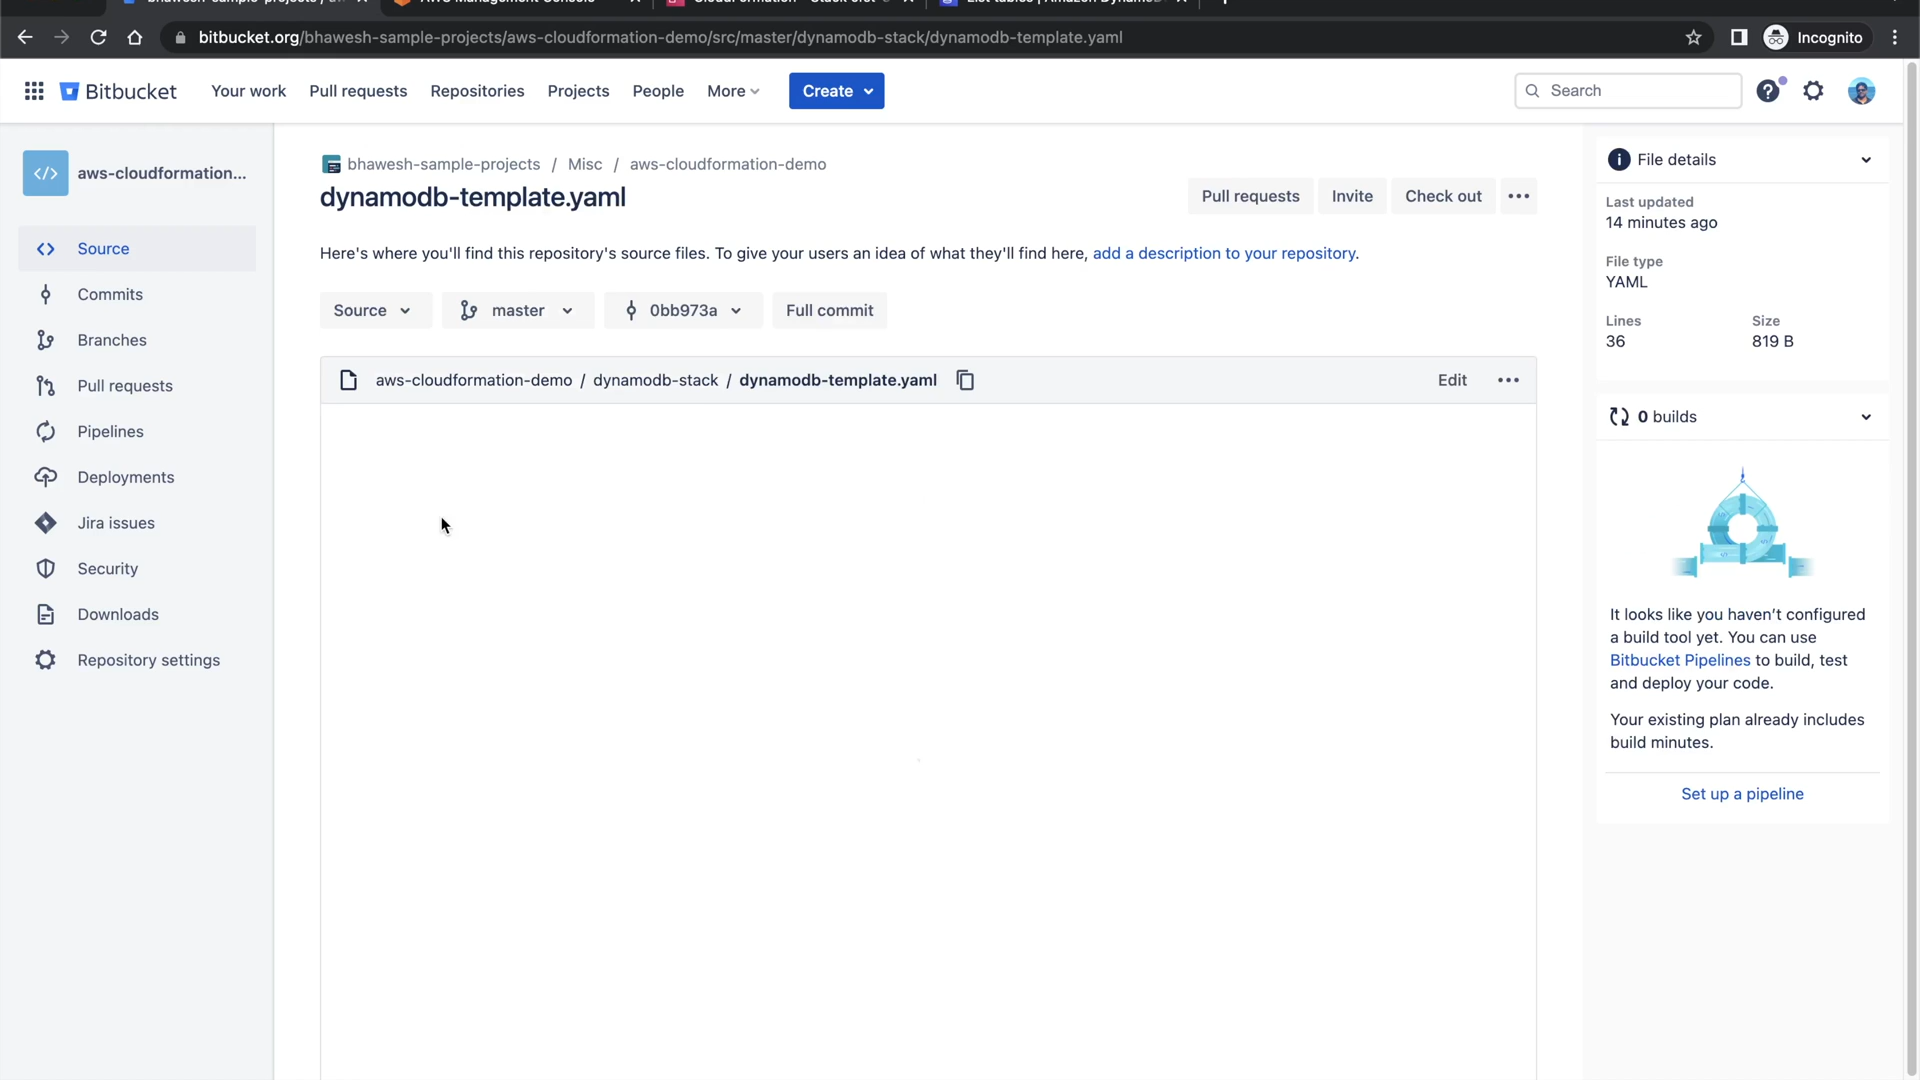 bitbucket.org/bhawesh-sample-projects/aws-cloudformation-demo/src/master/dynamodb-stack/dynamodb-template.yaml
Incognito
Bitbucket
Your work
Pull requests
Repositories
Projects
People
More
Create
Search
aws-cloudformation...
Source
Commits
Branches
Pull requests
Pipelines
Deployments
Jira issues
Security
Downloads
Repository settings
bhawesh-sample-projects / Misc / aws-cloudformation-demo
dynamodb-template.yaml
Pull requests
Invite
Check out
Here's where you'll find this repository's source files. To give your users an idea of what they'll find here, add a description to your repository.
Source
master
0bb973a
Full commit
aws-cloudformation-demo / dynamodb-stack / dynamodb-template.yaml
Edit
File details
Last updated
14 minutes ago
File type
YAML
Lines
36
Size
819 B
0 builds
It looks like you haven't configured
a build tool yet. You can use
Bitbucket Pipelines to build, test
and deploy your code.
Your existing plan already includes
build minutes.
Set up a pipeline